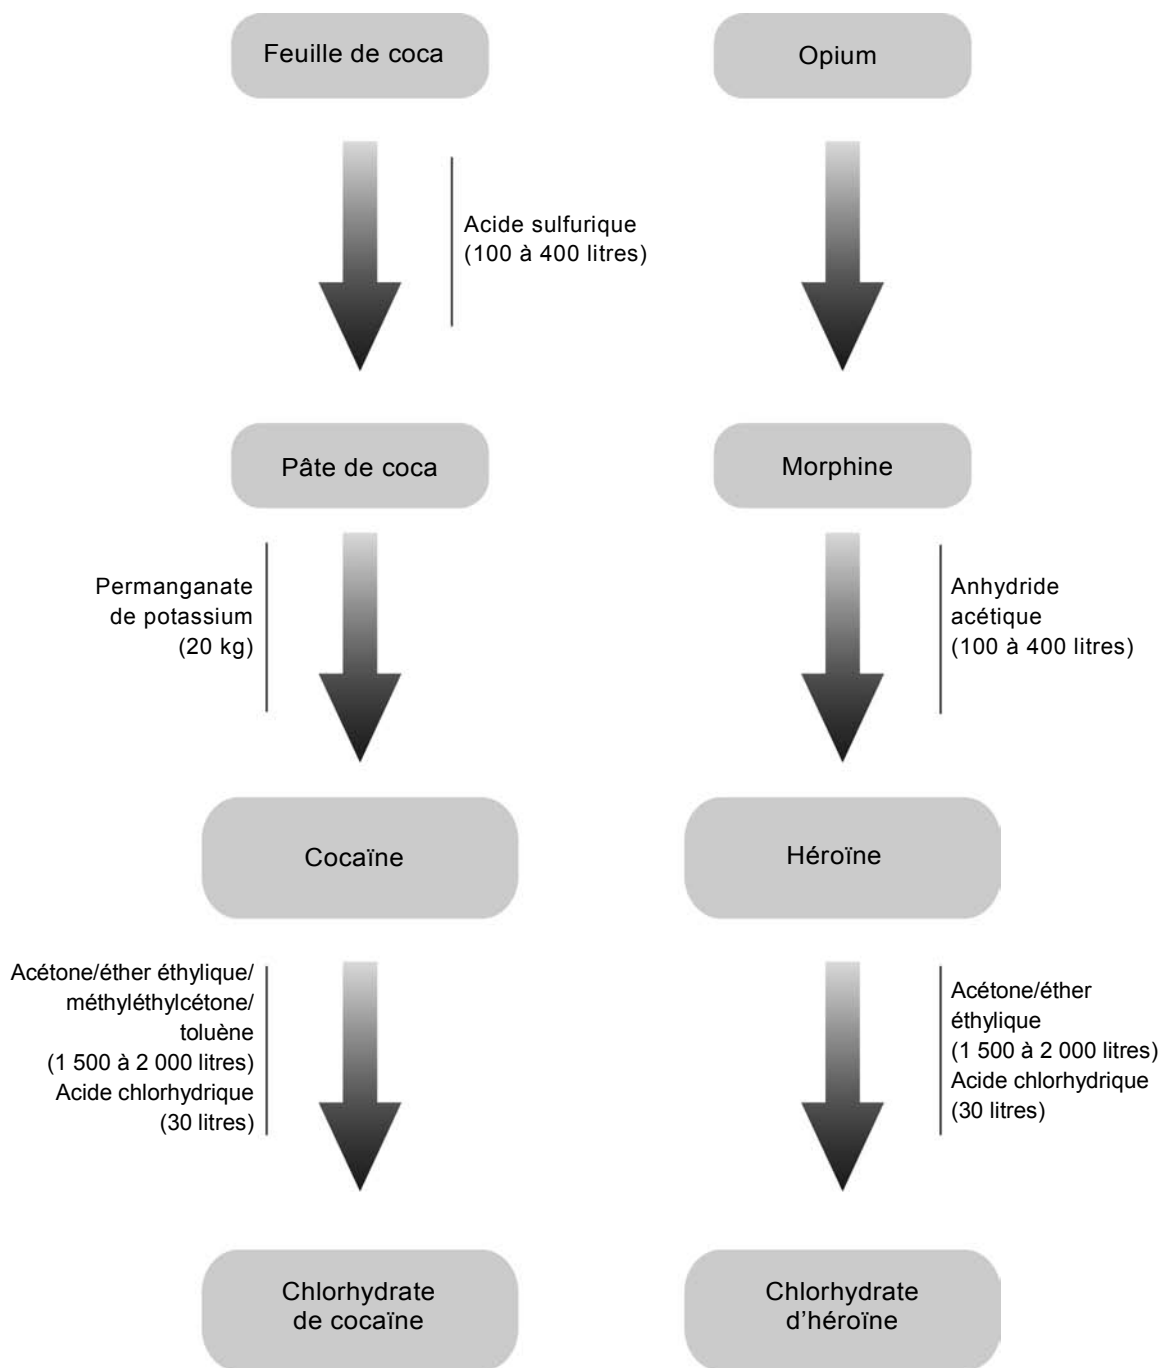 Feuille de coca
Opium
Acide sulfurique
(100 à 400 litres)
Pâte de coca
Morphine
Permanganate
de potassium
(20 kg)
Anhydride
acétique
(100 à 400 litres)
Cocaïne
Héroïne
Acétone/éther éthylique/
méthyléthylcétone/
toluène
(1 500 à 2 000 litres)
Acide chlorhydrique
(30 litres)
Acétone/éther
éthylique
(1 500 à 2 000 litres)
Acide chlorhydrique
(30 litres)
Chlorhydrate
de cocaïne
Chlorhydrate
d’héroïne